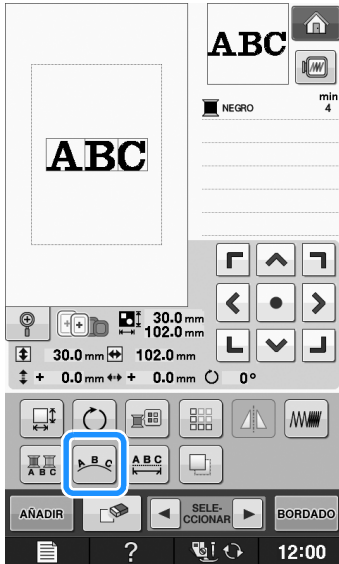 ABC
NEGRO
min
4
ABC
30.0 mm
102.0 mm
30.0 mm 102.0 mm
+ 0.0 mm + 0.0 mm 0°
A B C
A B C
A B C
AÑADIR
SELE-
CCIONAR
BORDADO
? 12:00